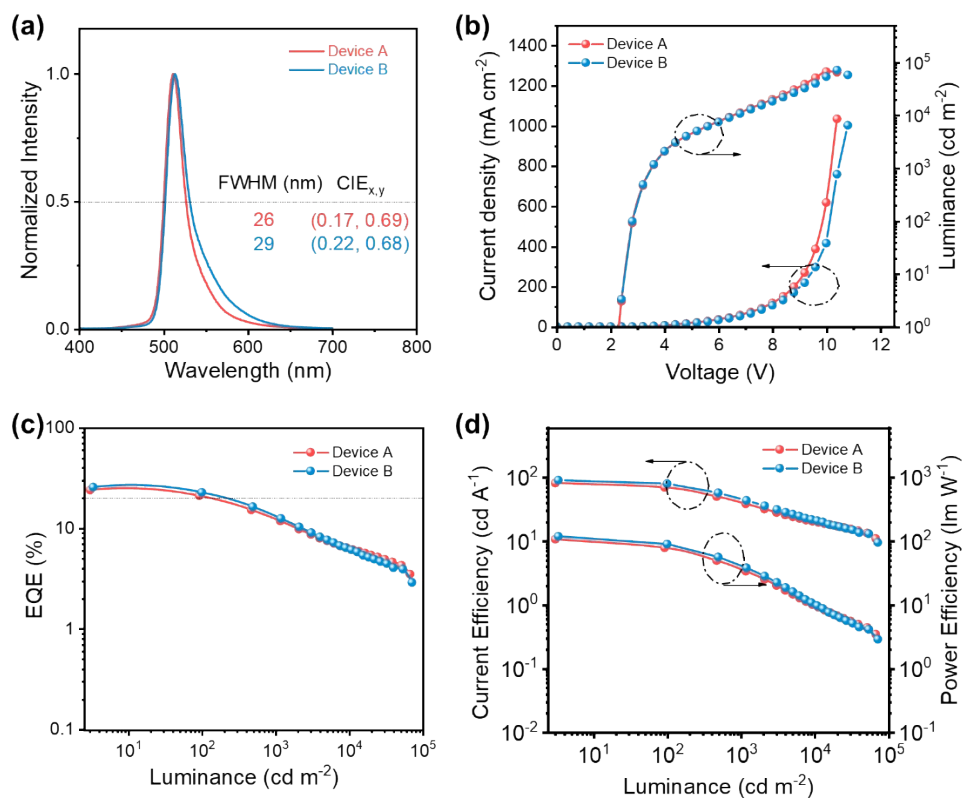 (a)
Device A
Device B
1.0
0.5
0.0
Normalized Intensity
FWHM (nm) CIEx,y
26 (0.17, 0.69)
29 (0.22, 0.68)
400 500 600 700 800
Wavelength (nm)
(b)
Device A
Device B
1400
1200
1000
800
600
400
200
0
Current density (mA cm-2)
10^5
10^4
10^3
10^2
10^1
10^0
Luminance (cd m-2)
0 2 4 6 8 10 12
Voltage (V)
(c)
Device A
Device B
100
10
1
0.1
EQE (%)
10^1 10^2 10^3 10^4 10^5
Luminance (cd m-2)
(d)
Device A
Device B
10^2
10^1
10^0
10^-1
10^-2
Current Efficiency (cd A-1)
10^3
10^2
10^1
10^0
10^-1
Power Efficiency (lm W-1)
10^1 10^2 10^3 10^4 10^5
Luminance (cd m-2)